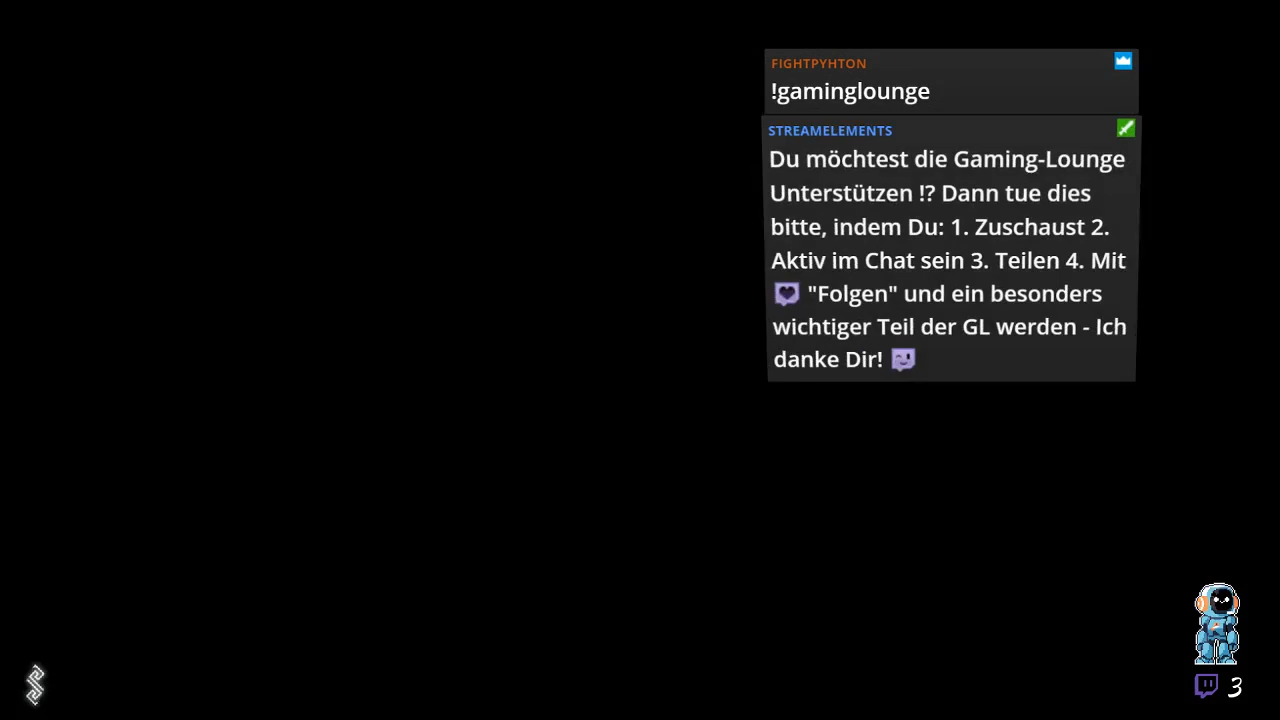 FIGHTPYHTON
!gaminglounge
STREAMELEMENTS
Du möchtest die Gaming-Lounge
Unterstützen !? Dann tue dies
bitte, indem Du: 1. Zuschaust 2.
Aktiv im Chat sein 3. Teilen 4. Mit
"Folgen" und ein besonders
wichtiger Teil der GL werden - Ich
danke Dir!
3